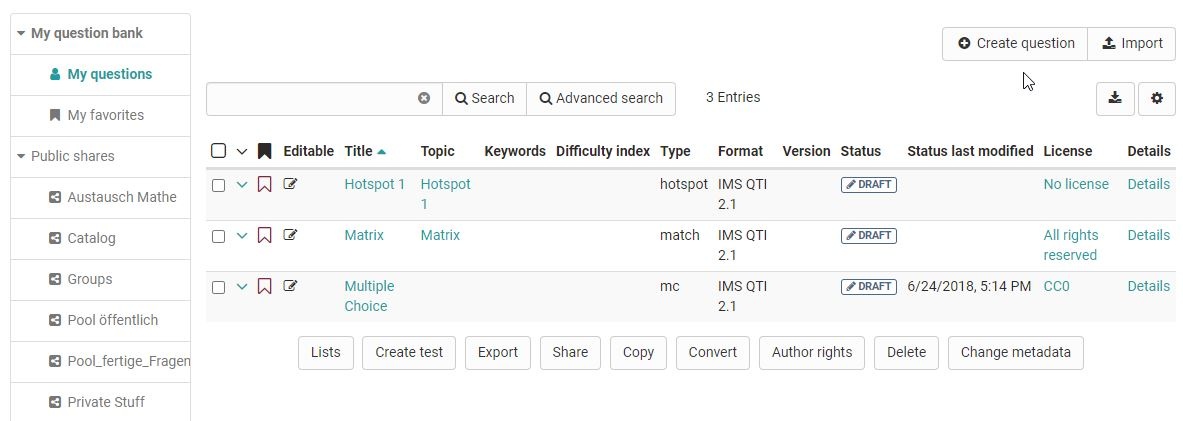 My question bank
My questions
My favorites
Public shares
Austausch Mathe
Catalog
Groups
Pool öffentlich
Pool_fertige_Fragen
Private Stuff
Create question Import
Search Advanced search 3 Entries
Editable Title Topic Keywords Difficulty index Type Format Version Status Status last modified License Details
Hotspot 1 Hotspot hotspot IMS QTI DRAFT No license Details
1 2.1
Matrix Matrix match IMS QTI DRAFT All rights Details
2.1 reserved
Multiple mc IMS QTI DRAFT 6/24/2018, 5:14 PM CC0 Details
Choice 2.1
Lists Create test Export Share Copy Convert Author rights Delete Change metadata